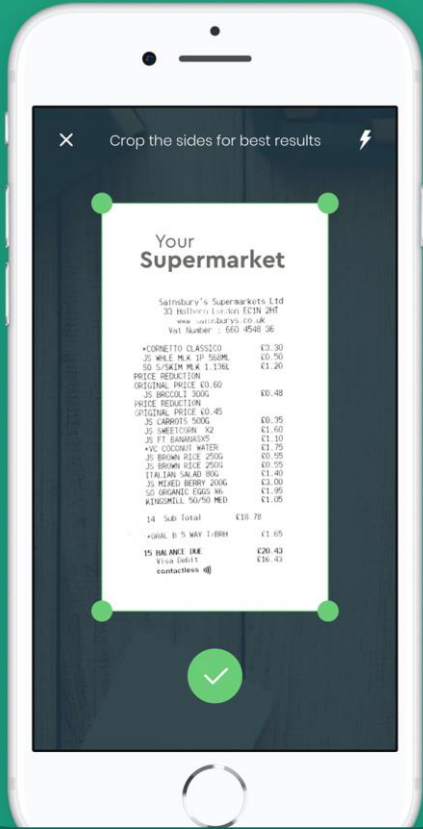 Crop the sides for best results
Your
Supermarket
Sainsbury's Supermarkets Ltd
33 Holborn London EC1N 2HT
www.sainsburys.co.uk
Vat Number : 660 4548 36
*CORNETTO CLASSICO £3.30
JS WHLE MLK 1P 568ML £0.50
SO S/SKIM MLK 1.136L £1.20
PRICE REDUCTION
ORIGINAL PRICE £0.60
JS BROCCOLI 300G £0.48
PRICE REDUCTION
ORIGINAL PRICE £0.45
JS CARROTS 500G £0.35
JS SWEETCORN X2 £1.60
JS FT BANANASX5 £1.10
*VC COCONUT WATER £1.75
JS BROWN RICE 250G £0.55
JS BROWN RICE 250G £0.55
ITALIAN SALAD 80G £1.40
JS MIXED BERRY 200G £3.00
SO ORGANIC EGGS X6 £1.95
KINGSMILL 50/50 MED £1.05
14 Sub Total £18.78
*ORAL B 5 WAY £1.65
15 BALANCE DUE £20.43
Visa Debit £16.43
contactless